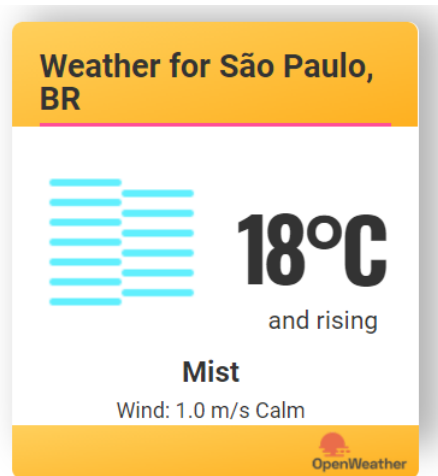 Weather for São Paulo,
BR
18°C
and rising
Mist
Wind: 1.0 m/s Calm
OpenWeather